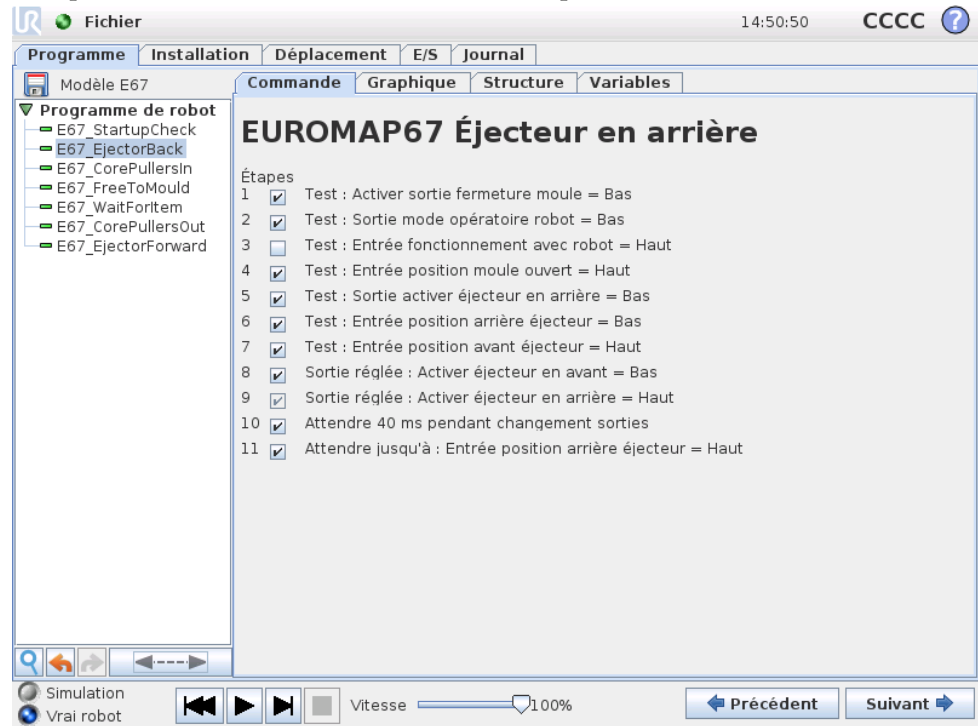 UR Fichier 14:50:50 CCCC ?
Programme Installation Déplacement E/S Journal
Modèle E67
Commande Graphique Structure Variables
Programme de robot
E67_StartupCheck
E67_EjectorBack
E67_CorePullersIn
E67_FreeToMould
E67_WaitForItem
E67_CorePullersOut
E67_EjectorForward
EUROMAP67 Éjecteur en arrière
Étapes
1 Test : Activer sortie fermeture moule = Bas
2 Test : Sortie mode opératoire robot = Bas
3 Test : Entrée fonctionnement avec robot = Haut
4 Test : Entrée position moule ouvert = Haut
5 Test : Sortie activer éjecteur en arrière = Bas
6 Test : Entrée position arrière éjecteur = Bas
7 Test : Entrée position avant éjecteur = Haut
8 Sortie réglée : Activer éjecteur en avant = Bas
9 Sortie réglée : Activer éjecteur en arrière = Haut
10 Attendre 40 ms pendant changement sorties
11 Attendre jusqu'à : Entrée position arrière éjecteur = Haut
Simulation
Vrai robot
Vitesse 100%
Précédent Suivant